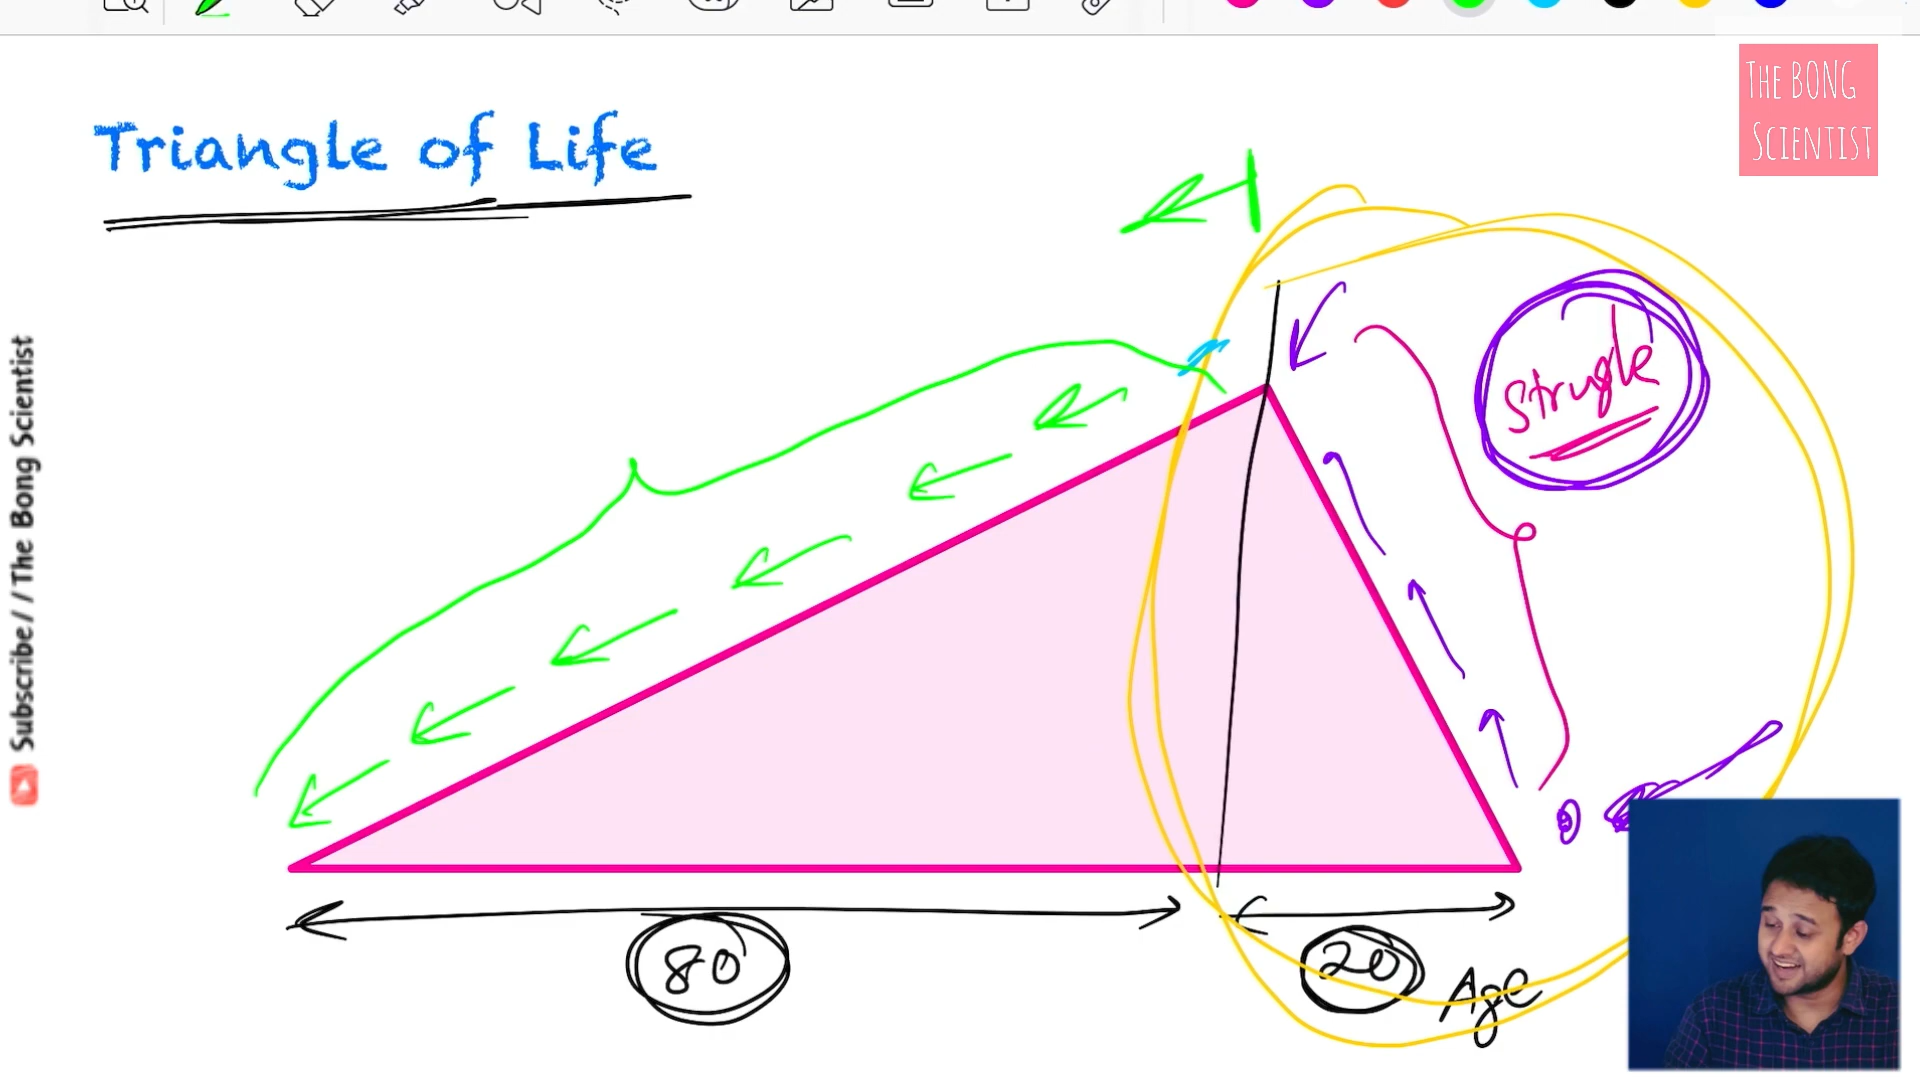 THE BONG
SCIENTIST
Triangle of Life
Strugle
Subscribe//The Bong Scientist
80
20
Age